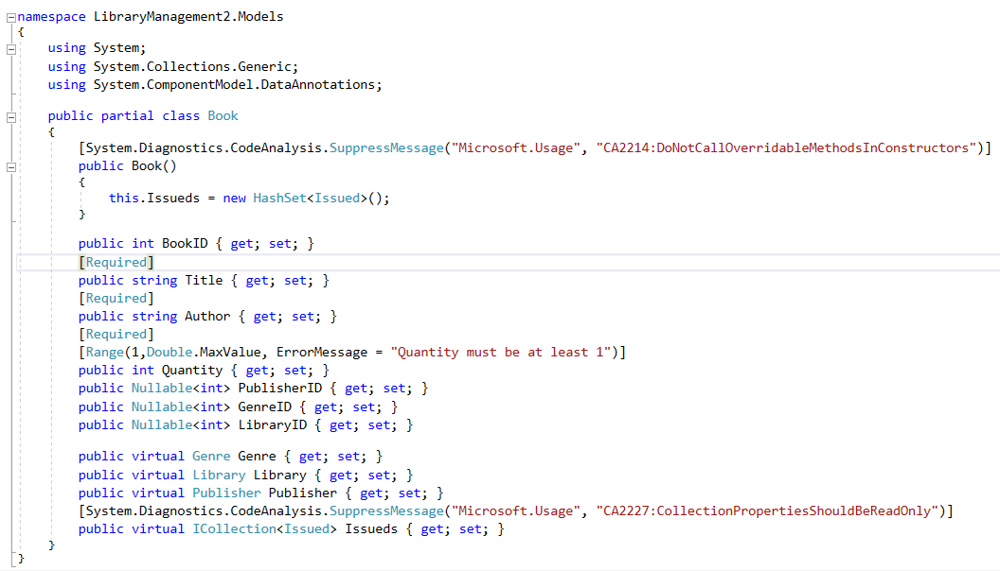 namespace LibraryManagement2.Models
{
    using System;
    using System.Collections.Generic;
    using System.ComponentModel.DataAnnotations;

    public partial class Book
    {
        [System.Diagnostics.CodeAnalysis.SuppressMessage("Microsoft.Usage", "CA2214:DoNotCallOverridableMethodsInConstructors")]
        public Book()
        {
            this.Issueds = new HashSet<Issued>();
        }

        public int BookID { get; set; }
        [Required]
        public string Title { get; set; }
        [Required]
        public string Author { get; set; }
        [Required]
        [Range(1,Double.MaxValue, ErrorMessage = "Quantity must be at least 1")]
        public int Quantity { get; set; }
        public Nullable<int> PublisherID { get; set; }
        public Nullable<int> GenreID { get; set; }
        public Nullable<int> LibraryID { get; set; }

        public virtual Genre Genre { get; set; }
        public virtual Library Library { get; set; }
        public virtual Publisher Publisher { get; set; }
        [System.Diagnostics.CodeAnalysis.SuppressMessage("Microsoft.Usage", "CA2227:CollectionPropertiesShouldBeReadOnly")]
        public virtual ICollection<Issued> Issueds { get; set; }
    }
}